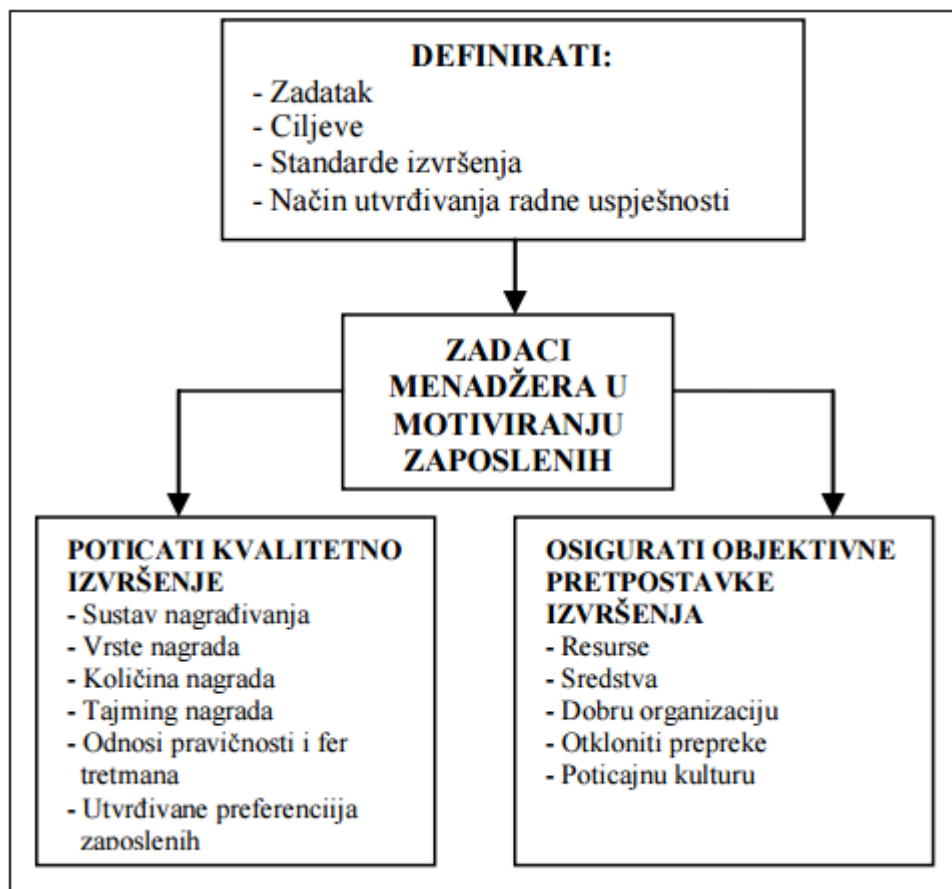 DEFINIRATI:
- Zadatak
- Ciljeve
- Standarde izvršenja
- Način utvrđivanja radne uspješnosti
ZADACI
MENADŽERA U
MOTIVIRANJU
ZAPOSLENIH
POTICATI KVALITETNO
IZVRŠENJE
- Sustav nagrađivanja
- Vrste nagrada
- Količina nagrada
- Tajming nagrada
- Odnosi pravičnosti i fer
tretmana
- Utvrđivane preferenciija
zaposlenih
OSIGURATI OBJEKTIVNE
PRETPOSTAVKE
IZVRŠENJA
- Resurse
- Sredstva
- Dobru organizaciju
- Otkloniti prepreke
- Poticajnu kulturu